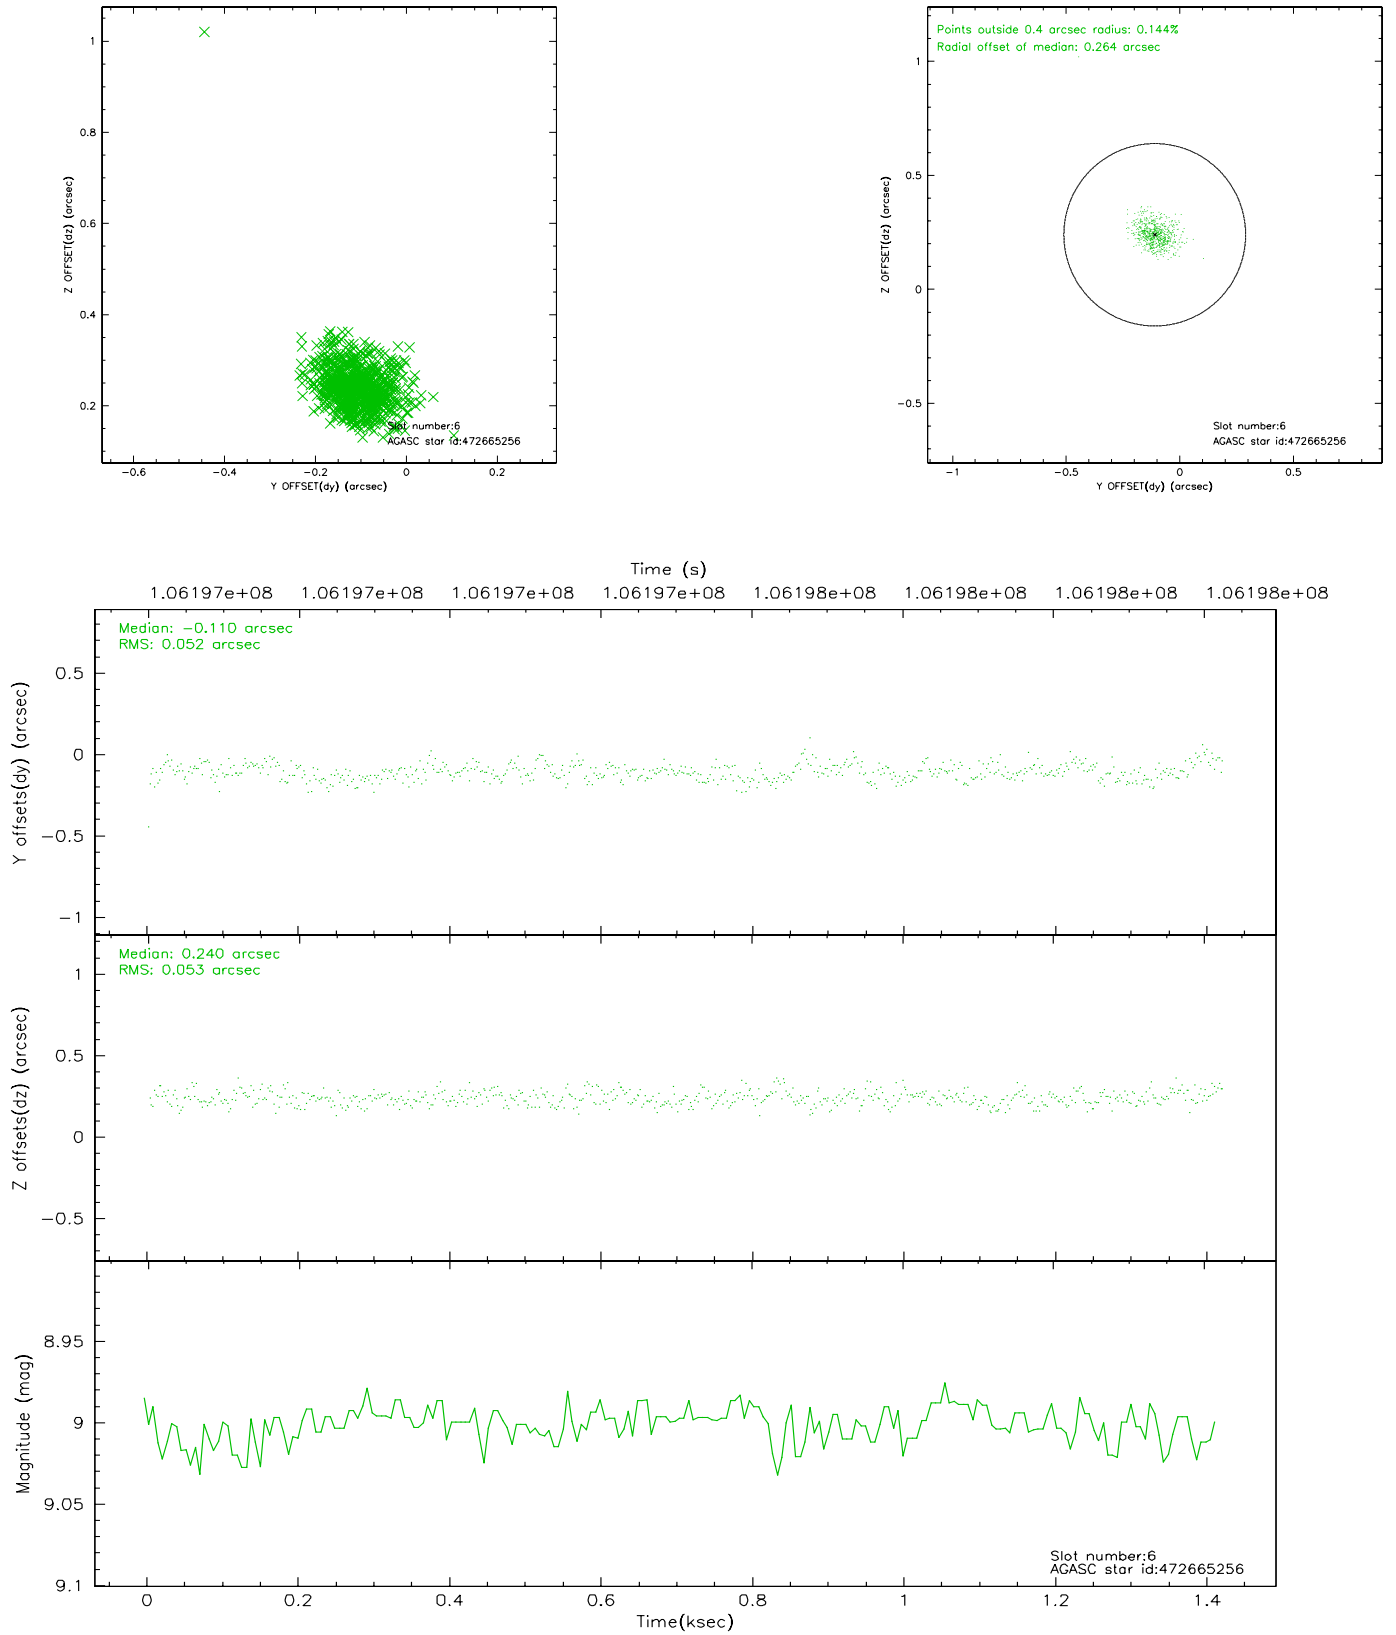 1
0.8
0.6
0.4
0.2
−0.6
−0.4
−0.2
0
0.2
Z OFFSET(dz) (arcsec)
Y OFFSET(dy) (arcsec)
Slot number:6
AGASC star id:472665256
Points outside 0.4 arcsec radius: 0.144%
Radial offset of median: 0.264 arcsec
1
0.5
0
−0.5
−1
−0.5
0
0.5
Z OFFSET(dz) (arcsec)
Y OFFSET(dy) (arcsec)
Slot number:6
AGASC star id:472665256
Time (s)
1.06197e+08 1.06197e+08 1.06197e+08 1.06197e+08 1.06198e+08 1.06198e+08 1.06198e+08 1.06198e+08
Median: −0.110 arcsec
RMS: 0.052 arcsec
0.5
0
−0.5
−1
Y offsets(dy) (arcsec)
Median: 0.240 arcsec
RMS: 0.053 arcsec
1
0.5
0
−0.5
Z offsets(dz) (arcsec)
8.95
9
9.05
9.1
Magnitude (mag)
Slot number:6
AGASC star id:472665256
0 0.2 0.4 0.6 0.8 1 1.2 1.4
Time(ksec)